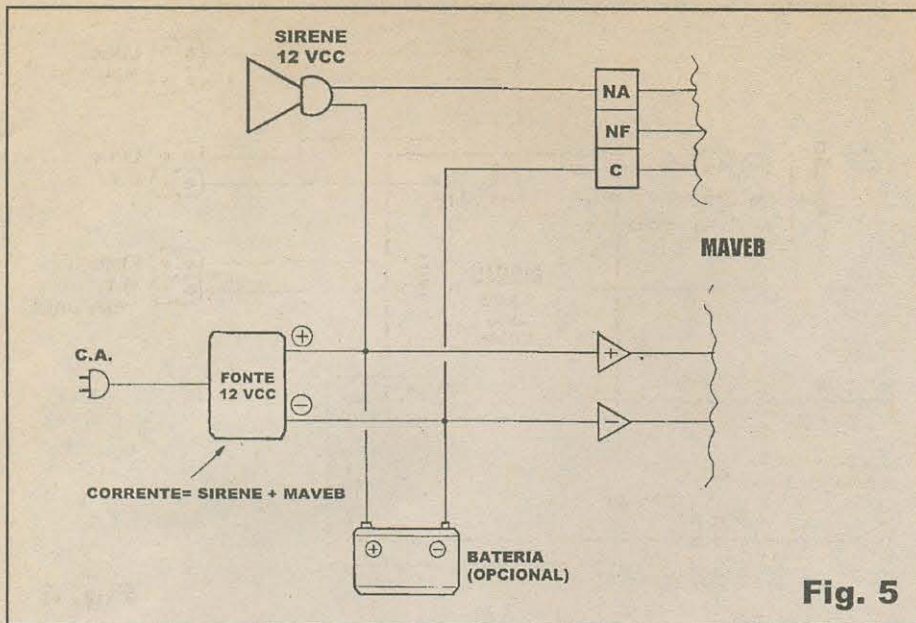 SIRENE
12 VCC
NA
NF
C
MAVEB
C.A.
FONTE
12 VCC
+
−
+
−
CORRENTE= SIRENE + MAVEB
+
−
BATERIA
(OPCIONAL)
Fig. 5